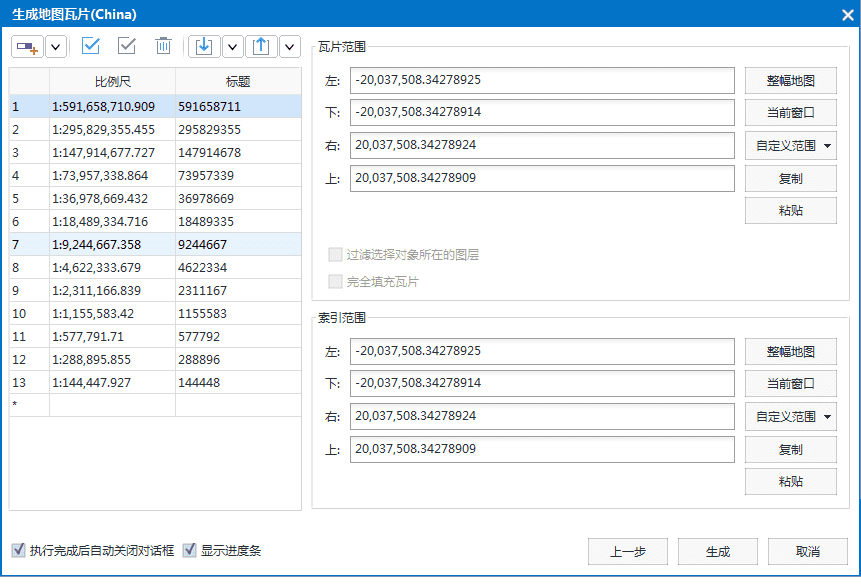 生成地图瓦片(China)
比例尺 标题
1 1:591,658,710.909 591658711
2 1:295,829,355.455 295829355
3 1:147,914,677.727 147914678
4 1:73,957,338.864 73957339
5 1:36,978,669.432 36978669
6 1:18,489,334.716 18489335
7 1:9,244,667.358 9244667
8 1:4,622,333.679 4622334
9 1:2,311,166.839 2311167
10 1:1,155,583.42 1155583
11 1:577,791.71 577792
12 1:288,895.855 288896
13 1:144,447.927 144448
*
瓦片范围
左: -20,037,508.34278925 整幅地图
下: -20,037,508.34278914 当前窗口
右: 20,037,508.34278924 自定义范围
上: 20,037,508.34278909 复制
粘贴
过滤选择对象所在的图层
完全填充瓦片
索引范围
左: -20,037,508.34278925 整幅地图
下: -20,037,508.34278914 当前窗口
右: 20,037,508.34278924 自定义范围
上: 20,037,508.34278909 复制
粘贴
执行完成后自动关闭对话框 显示进度条 上一步 生成 取消